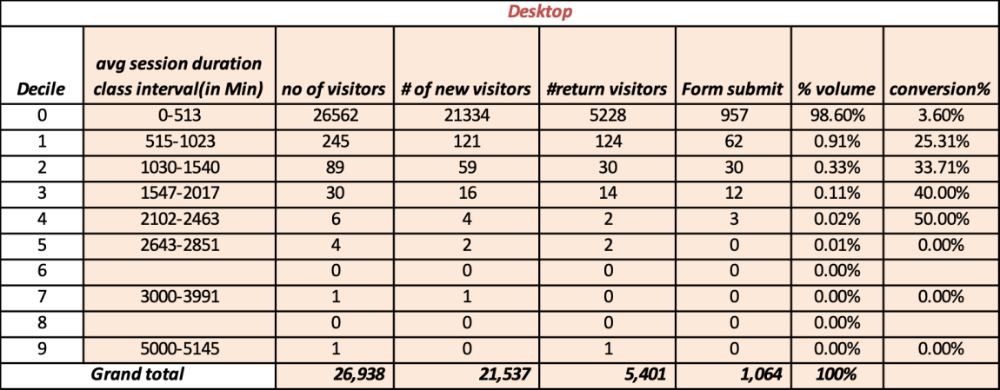 Desktop
Decile avg session duration class interval(in Min) no of visitors # of new visitors #return visitors Form submit % volume conversion%
0 0-513 26562 21334 5228 957 98.60% 3.60%
1 515-1023 245 121 124 62 0.91% 25.31%
2 1030-1540 89 59 30 30 0.33% 33.71%
3 1547-2017 30 16 14 12 0.11% 40.00%
4 2102-2463 6 4 2 3 0.02% 50.00%
5 2643-2851 4 2 2 0 0.01% 0.00%
6 0 0 0 0 0.00%
7 3000-3991 1 1 0 0 0.00% 0.00%
8 0 0 0 0 0.00%
9 5000-5145 1 0 1 0 0.00% 0.00%
Grand total 26,938 21,537 5,401 1,064 100%